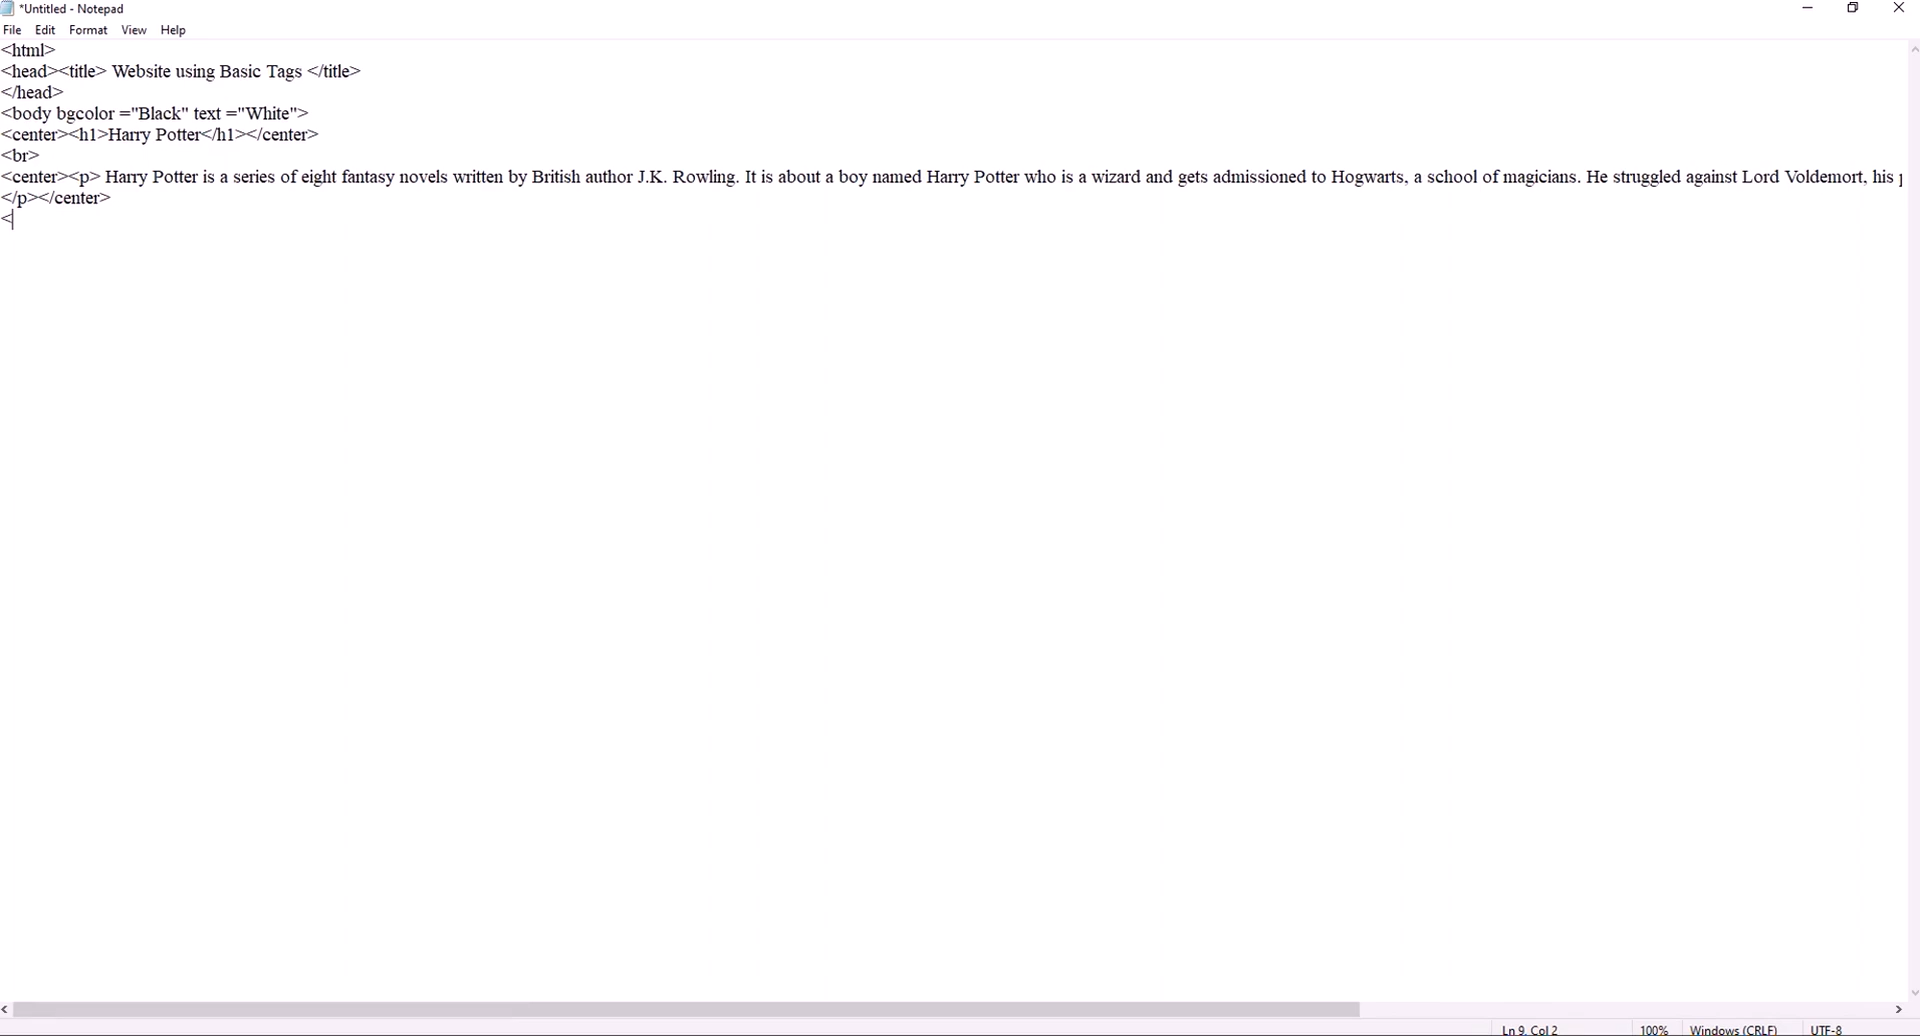 *Untitled - Notepad
File Edit Format View Help
<html>
<head><title> Website using Basic Tags </title>
</head>
<body bgcolor ="Black" text ="White">
<center><h1>Harry Potter</h1></center>
<br>
<center><p> Harry Potter is a series of eight fantasy novels written by British author J.K. Rowling. It is about a boy named Harry Potter who is a wizard and gets admissioned to Hogwarts, a school of magicians. He struggled against Lord Voldemort, his
</p></center>
<
Ln 9, Col 2 100% Windows (CRLF) UTF-8